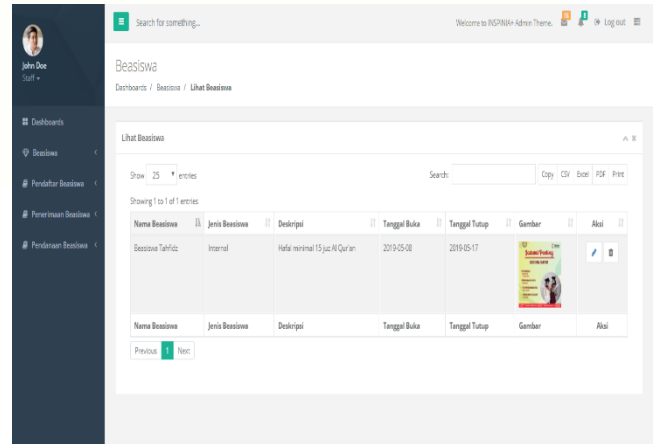 Search for something...
Welcome to INSPINIA+ Admin Theme.
Log out
John Doe
Staff
Beasiswa
Dashboards / Beasiswa / Lihat Beasiswa
Dashboards
Beasiswa
Pendaftar Beasiswa
Penerimaan Beasiswa
Pendanaan Beasiswa
Lihat Beasiswa
Show 25 entries
Search:
Copy CSV Excel PDF Print
Showing 1 to 1 of 1 entries
Nama Beasiswa Jenis Beasiswa Deskripsi Tanggal Buka Tanggal Tutup Gambar Aksi
Beasiswa Tahfidz Internal Hafal minimal 15 juz Al Qur'an 2019-05-08 2019-05-17
Nama Beasiswa Jenis Beasiswa Deskripsi Tanggal Buka Tanggal Tutup Gambar Aksi
Previous 1 Next